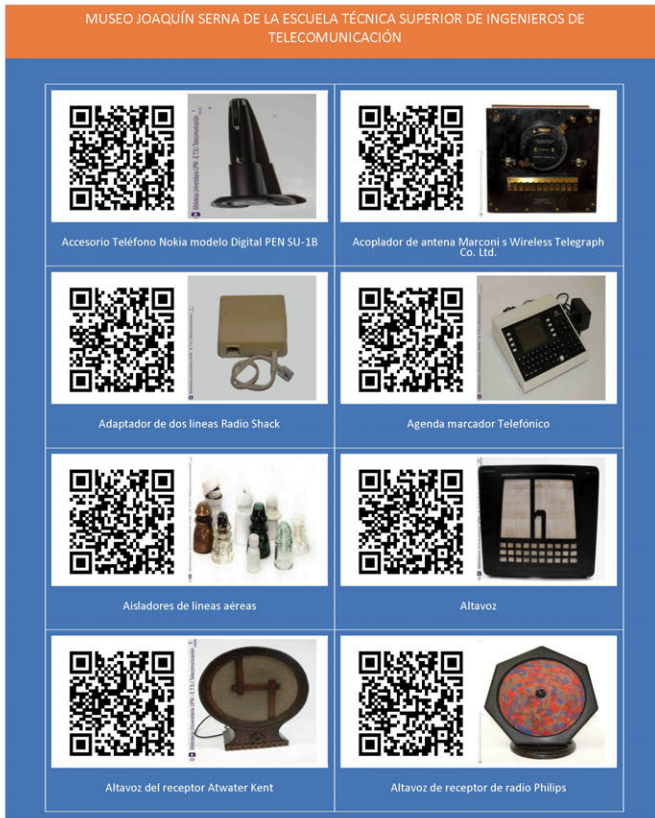 MUSEO JOAQUÍN SERNA DE LA ESCUELA TÉCNICA SUPERIOR DE INGENIEROS DE
TELECOMUNICACIÓN
Accesorio Teléfono Nokia modelo Digital PEN SU-1B
Acoplador de antena Marconi s Wireless Telegraph
Co. Ltd.
Adaptador de dos lineas Radio Shack
Agenda marcador Telefónico
Aisladores de lineas aéreas
Altavoz
Altavoz del receptor Atwater Kent
Altavoz de receptor de radio Philips